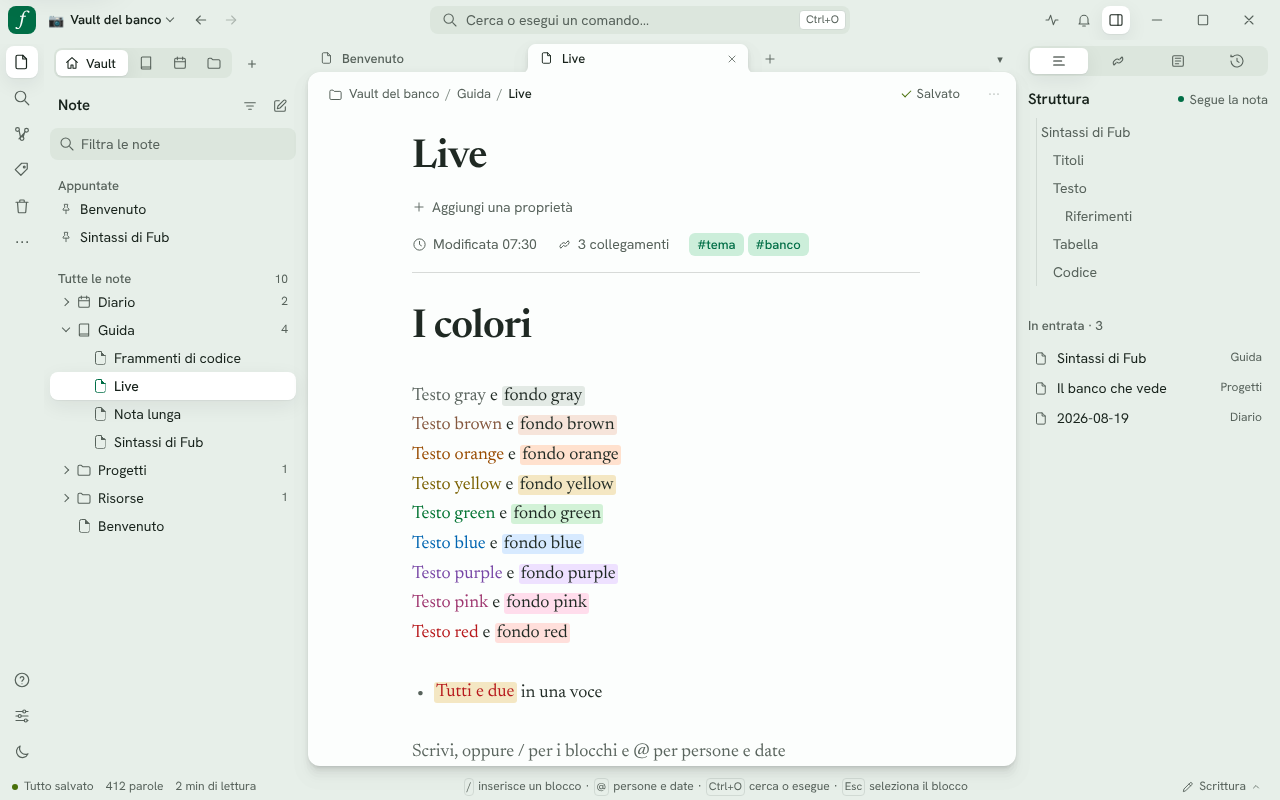 Vault del banco
Cerca o esegui un comando…
Ctrl+O
Vault
Benvenuto
Live
Note
Filtra le note
Appuntate
Benvenuto
Sintassi di Fub
Tutte le note 10
Diario 2
Guida 4
Frammenti di codice
Live
Nota lunga
Sintassi di Fub
Progetti 1
Risorse 1
Benvenuto
Vault del banco / Guida / Live
Salvato
Live
Aggiungi una proprietà
Modificata 07:30 3 collegamenti #tema #banco
I colori
Testo gray e fondo gray
Testo brown e fondo brown
Testo orange e fondo orange
Testo yellow e fondo yellow
Testo green e fondo green
Testo blue e fondo blue
Testo purple e fondo purple
Testo pink e fondo pink
Testo red e fondo red
• Tutti e due in una voce
Scrivi, oppure / per i blocchi e @ per persone e date
Struttura
Segue la nota
Sintassi di Fub
Titoli
Testo
Riferimenti
Tabella
Codice
In entrata · 3
Sintassi di Fub Guida
Il banco che vede Progetti
2026-08-19 Diario
Tutto salvato 412 parole 2 min di lettura
/ inserisce un blocco · @ persone e date · Ctrl+O cerca o esegue · Esc seleziona il blocco
Scrittura